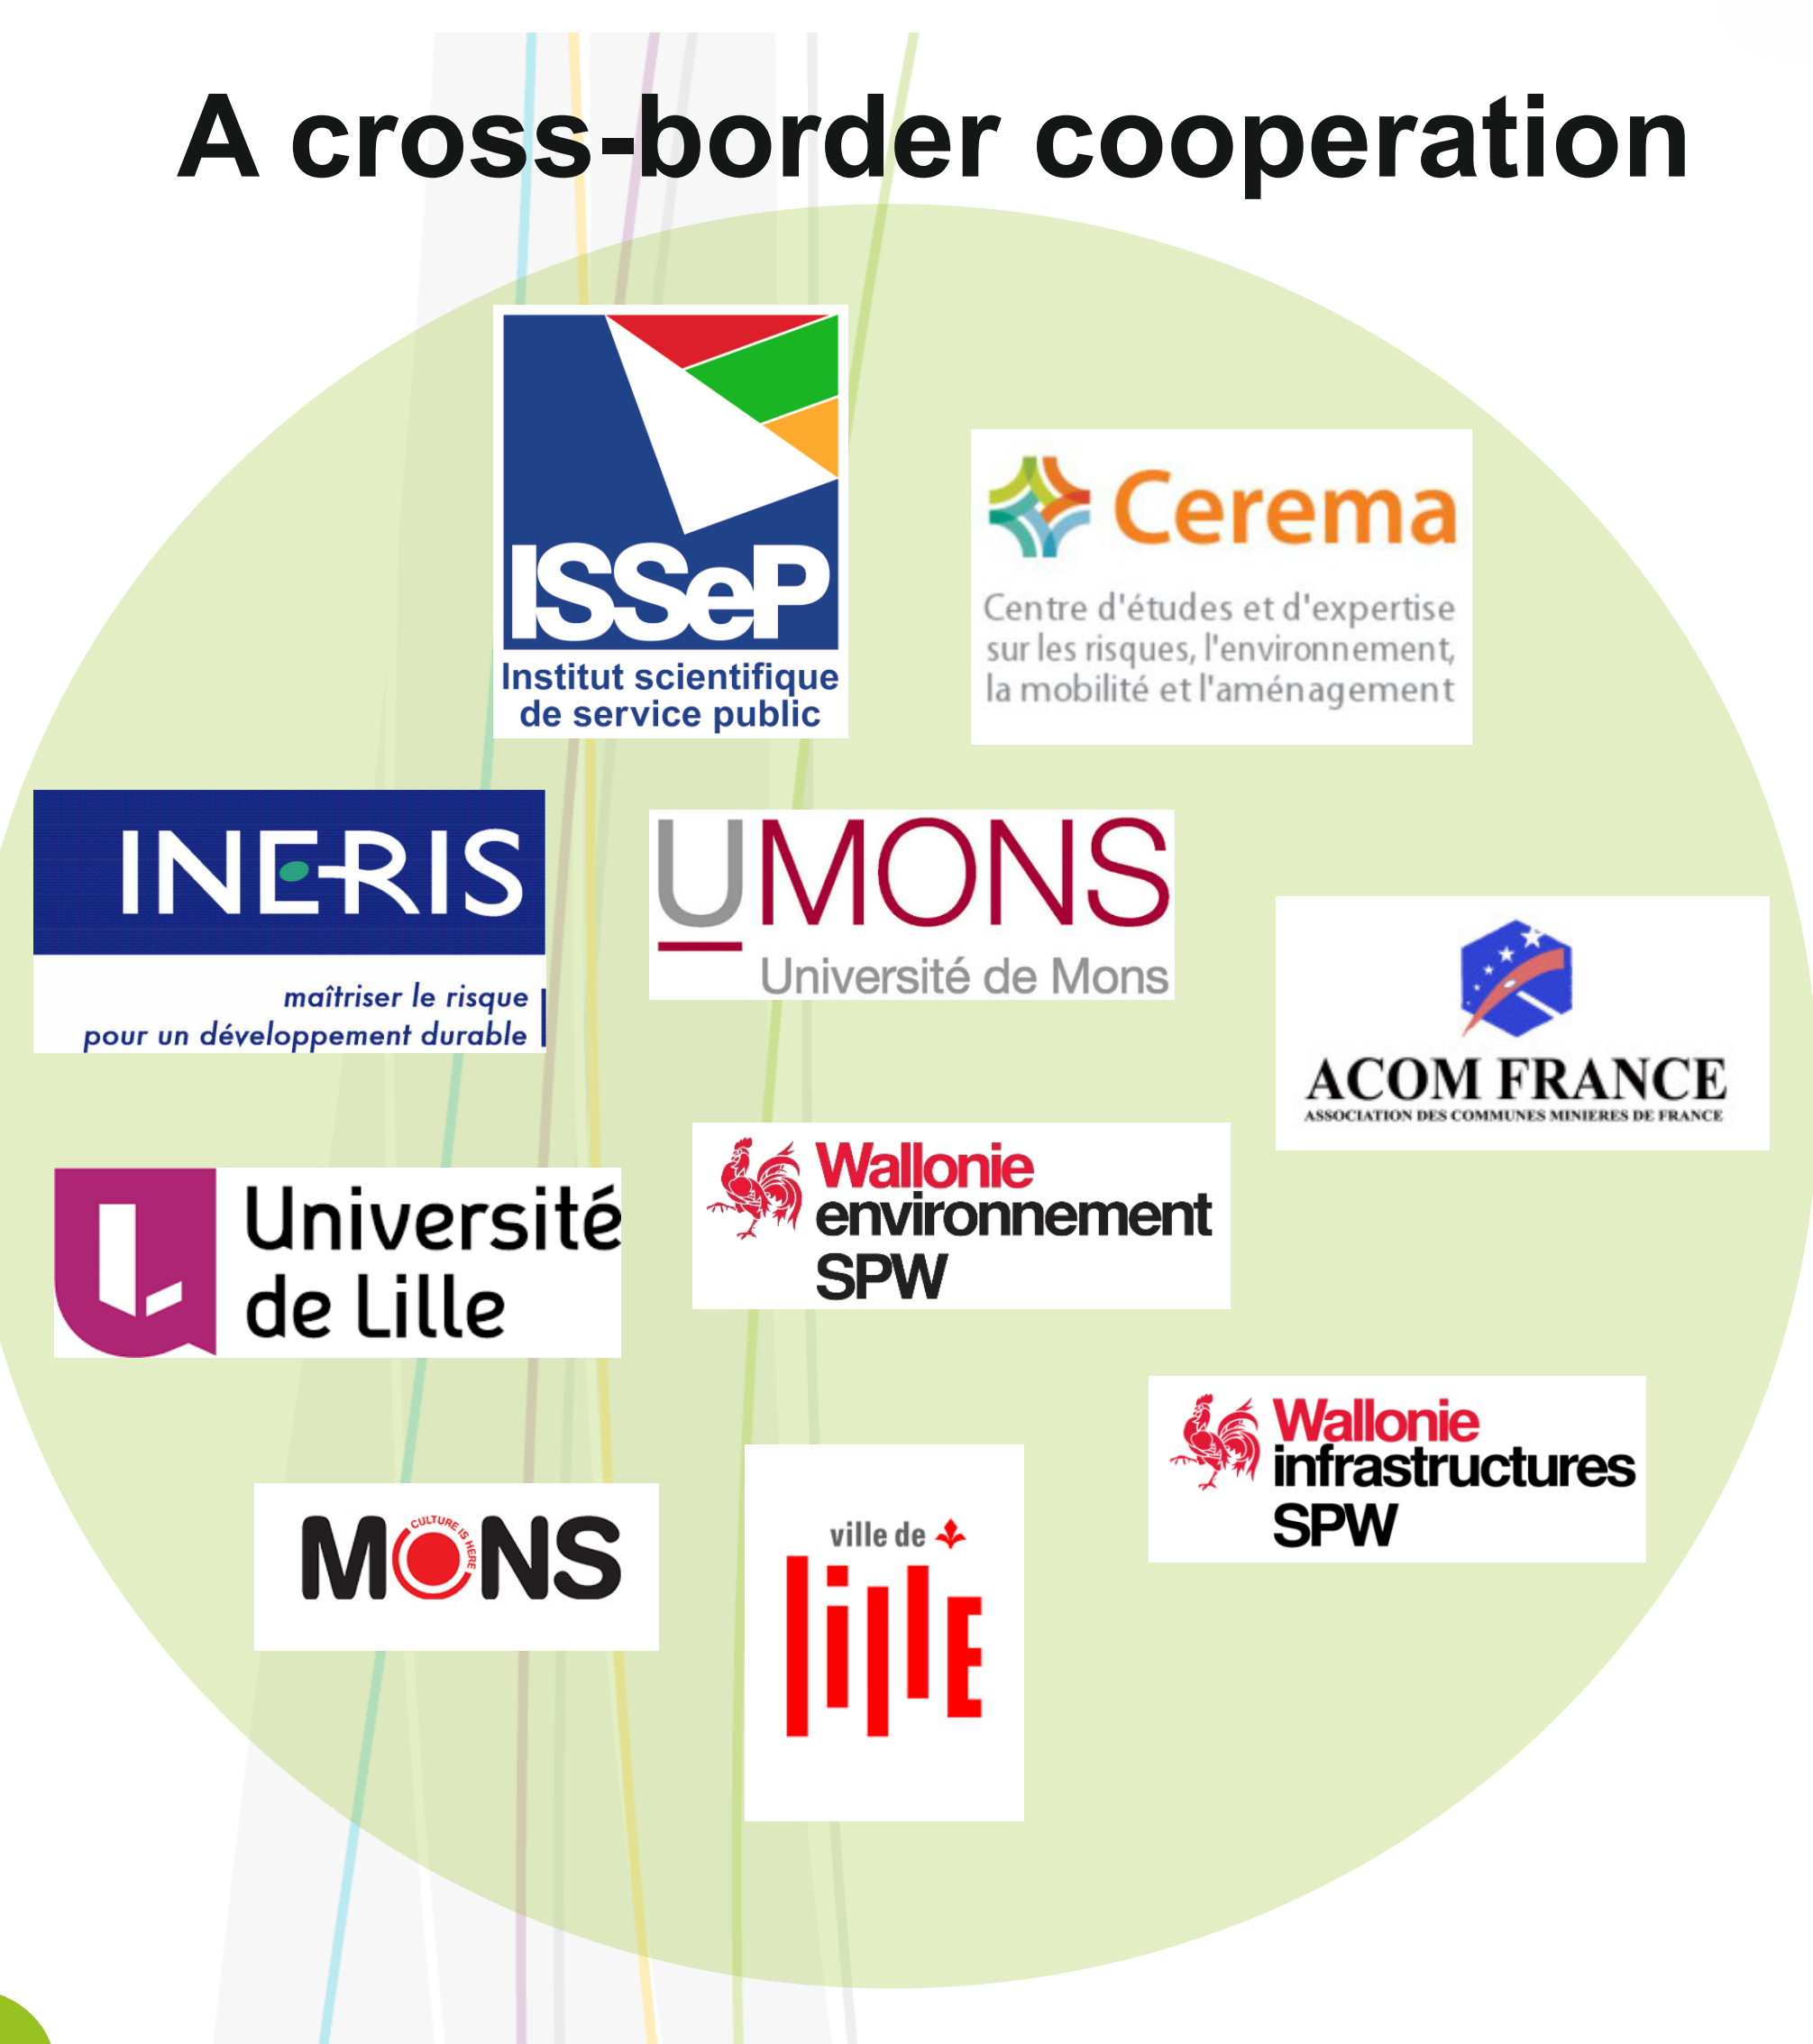 A cross-border cooperation
ISSeP
Institut scientifique
de service public
Cerema
Centre d'études et d'expertise
sur les risques, l'environnement,
la mobilité et l'aménagement
INERIS
maîtriser le risque
pour un développement durable
UMONS
Université de Mons
ACOM FRANCE
ASSOCIATION DES COMMUNES MINIERES DE FRANCE
Université
de Lille
Wallonie
environnement
SPW
Wallonie
infrastructures
SPW
MONS
CULTURE IS HERE
ville de
lille